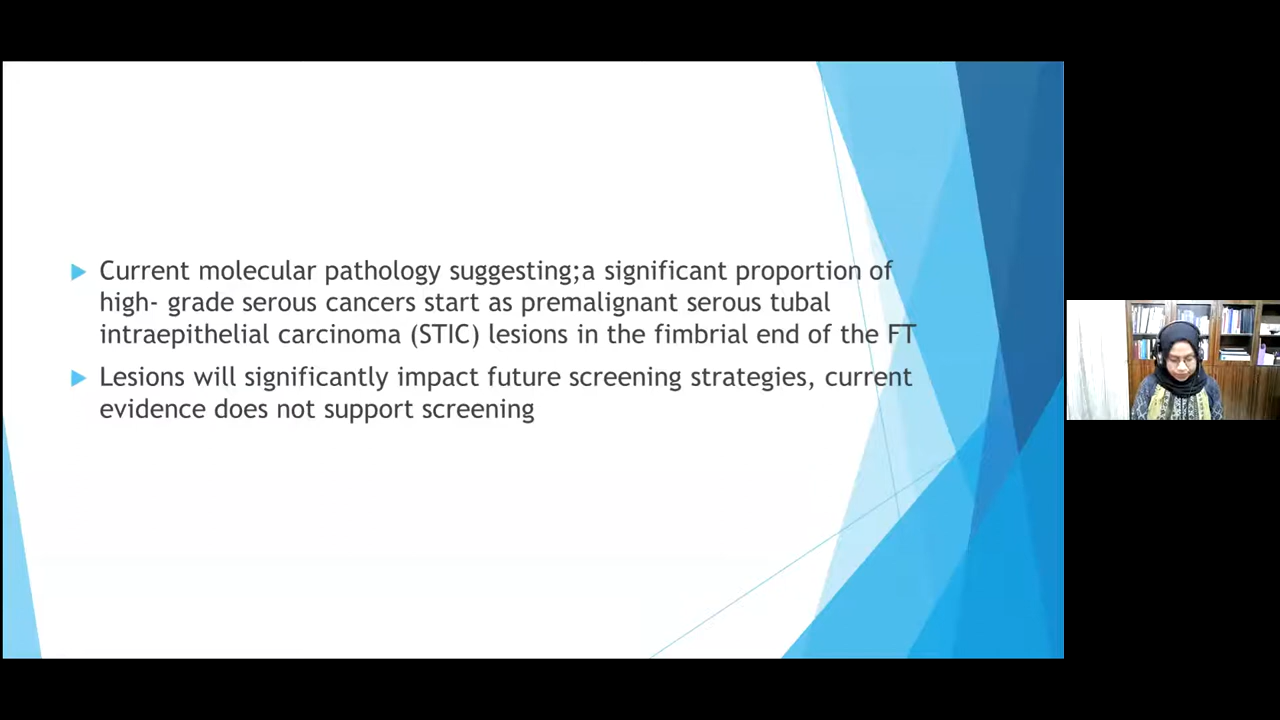 Current molecular pathology suggesting;a significant proportion of
high- grade serous cancers start as premalignant serous tubal
intraepithelial carcinoma (STIC) lesions in the fimbrial end of the FT
Lesions will significantly impact future screening strategies, current
evidence does not support screening